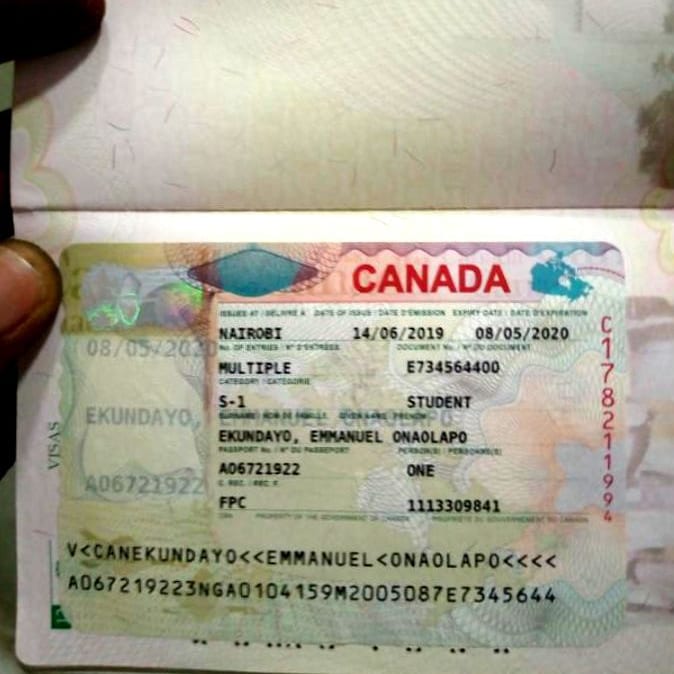 CANADA
ISSUED AT / DÉLIVRÉ À DATE OF ISSUE / DATE D'ÉMISSION EXPIRY DATE / DATE D'EXPIRATION
NAIROBI 14/06/2019 08/05/2020
08/05/2020
No. OF ENTRIES / Nº D'ENTRÉES DOCUMENT No. / Nº DU DOCUMENT
MULTIPLE E734564400
CATEGORY / CATÉGORIE
S-1 STUDENT
EKUNDAYO, EMMANUEL ONAOLAPO
SURNAME / NOM DE FAMILLE GIVEN NAME PRÉNOM
EKUNDAYO, EMMANUEL ONAOLAPO
PASSPORT No. / Nº DU PASSEPORT PERSON(S) / PERSONNE(S)
A06721922 ONE
A06721922
FPC 1113309841
PROPERTY OF THE GOVERNMENT OF CANADA PROPRIÉTÉ DU GOUVERNEMENT DU CANADA
C178211994
VISAS
V<CANEKUNDAYO<<EMMANUEL<ONAOLAPO<<<<
A067219223NGA0104159M2005087E7345644